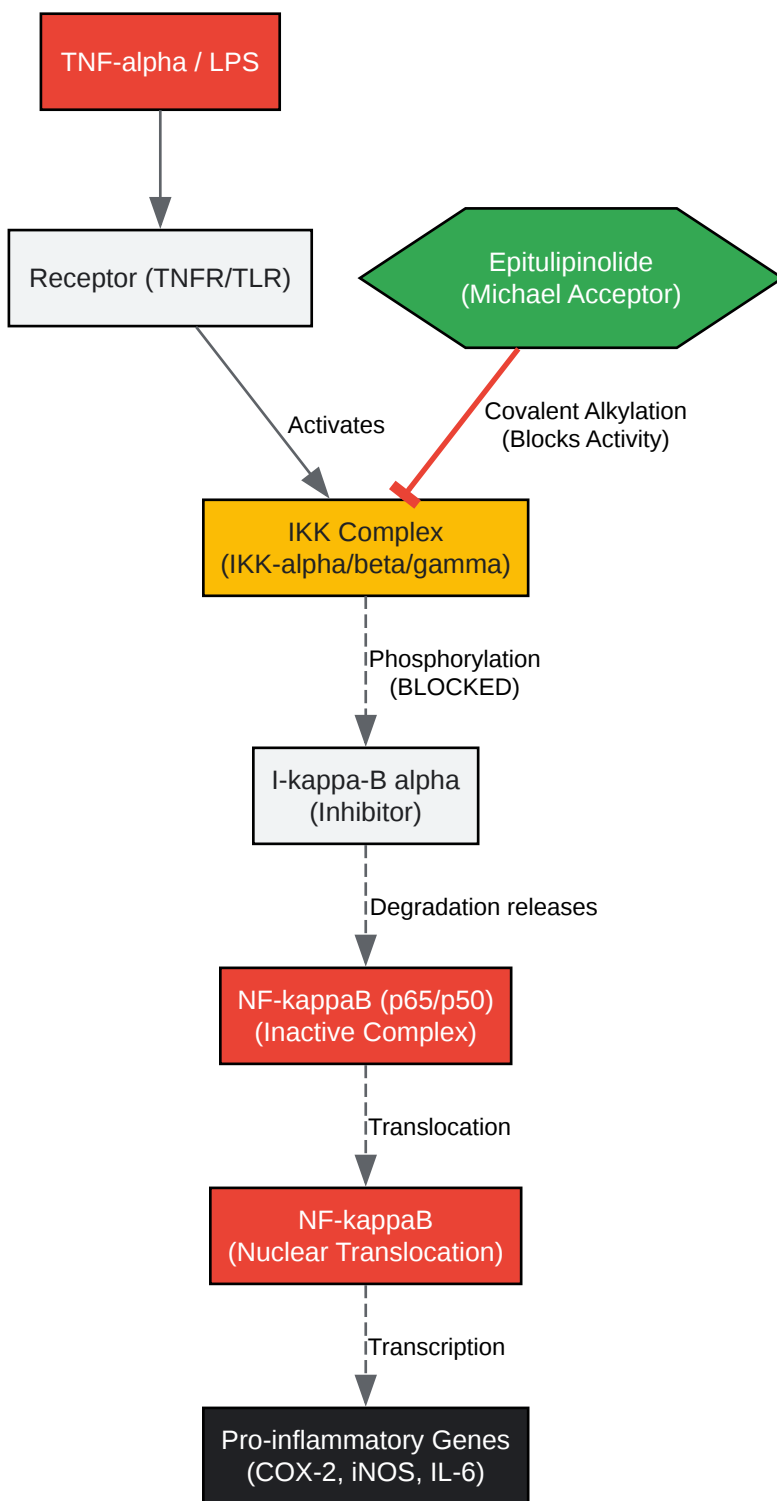 TNF-alpha / LPS
Receptor (TNFR/TLR)
Epitulipinolide
(Michael Acceptor)
Activates
Covalent Alkylation
(Blocks Activity)
IKK Complex
(IKK-alpha/beta/gamma)
Phosphorylation
(BLOCKED)
I-kappa-B alpha
(Inhibitor)
Degradation releases
NF-kappaB (p65/p50)
(Inactive Complex)
Translocation
NF-kappaB
(Nuclear Translocation)
Transcription
Pro-inflammatory Genes
(COX-2, iNOS, IL-6)